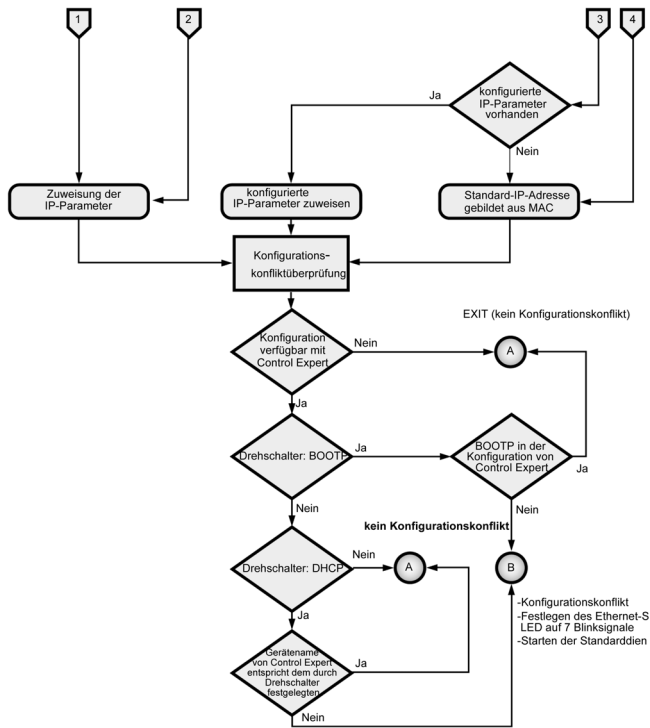 1
2
3
4
konfigurierte
IP-Parameter
vorhanden
Ja
Nein
Zuweisung der
IP-Parameter
konfigurierte
IP-Parameter zuweisen
Standard-IP-Adresse
gebildet aus MAC
Konfigurations-
konfliktüberprüfung
EXIT (kein Konfigurationskonflikt)
Konfiguration
verfügbar mit
Control Expert
Nein
A
Ja
Drehschalter: BOOTP
Ja
BOOTP in der
Konfiguration von
Control Expert
Ja
Nein
Nein
kein Konfigurationskonflikt
Drehschalter: DHCP
Nein
A
B
Ja
-Konfigurationskonflikt
-Festlegen des Ethernet-S
LED auf 7 Blinksignale
-Starten der Standarddien
Gerätename
von Control Expert
entspricht dem durch
Drehschalter
festgelegten
Ja
Nein